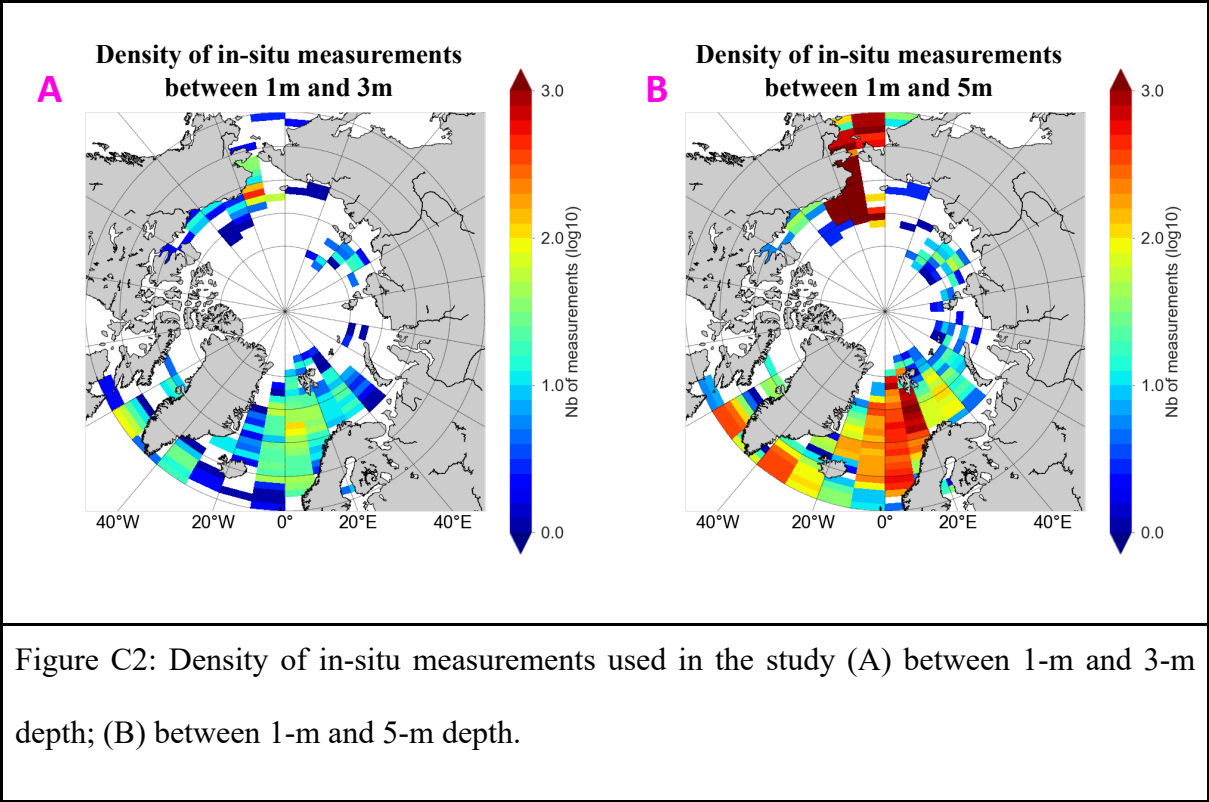 Density of in-situ measurements
between 1m and 3m
A
3.0
2.0
1.0
0.0
Nb of measurements (log10)
40°W 20°W 0° 20°E 40°E
Density of in-situ measurements
between 1m and 5m
B
3.0
2.0
1.0
0.0
Nb of measurements (log10)
40°W 20°W 0° 20°E 40°E
Figure C2: Density of in-situ measurements used in the study (A) between 1-m and 3-m
depth; (B) between 1-m and 5-m depth.